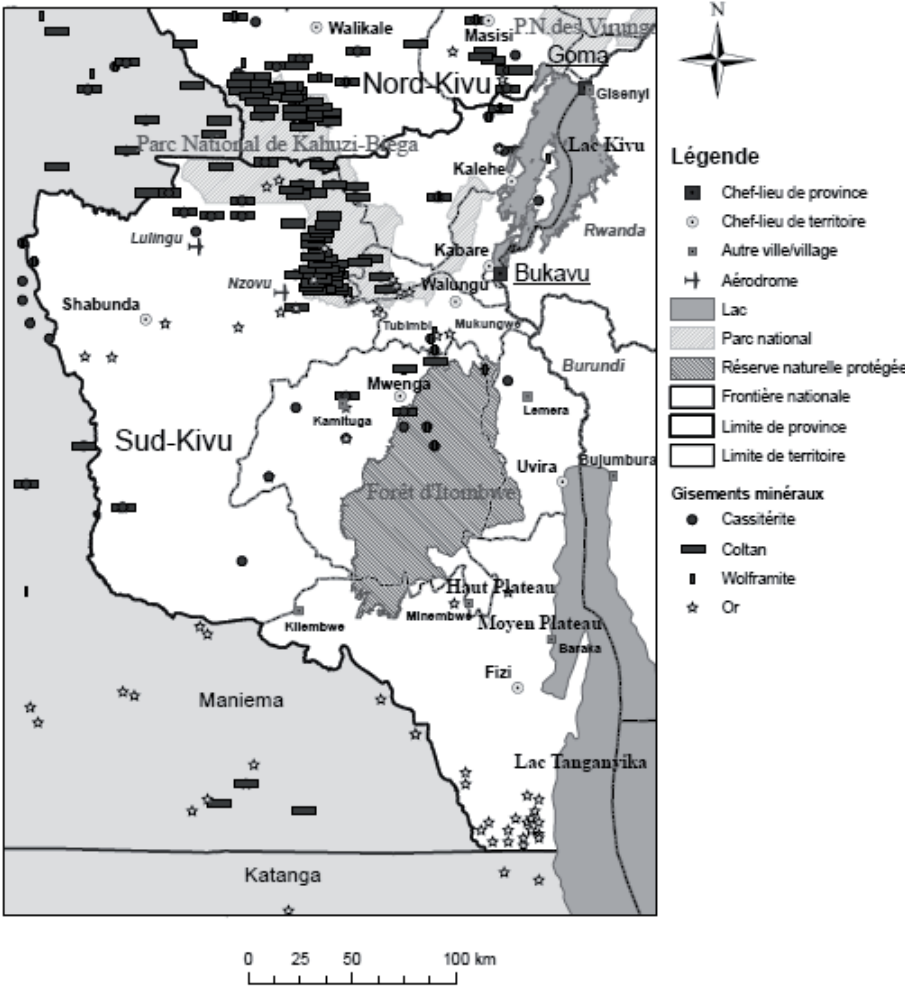 N
Walikale
Masisi
P.N.des Virunga
Goma
Nord-Kivu
Gisenyi
Parc National de Kahuzi-Biega
Lac Kivu
Kalehe
Lulingu
Rwanda
Kabare
Bukavu
Nzovu
Walungu
Shabunda
Tubimbi
Mukungwe
Burundi
Mwenga
Lemera
Kamituga
Sud-Kivu
Uvira
Bujumbura
Forêt d'Itombwe
Haut Plateau
Minembwe
Kilembwe
Moyen Plateau
Baraka
Fizi
Maniema
Lac Tanganyika
Katanga
0 25 50 100 km
Légende
Chef-lieu de province
Chef-lieu de territoire
Autre ville/village
Aérodrome
Lac
Parc national
Réserve naturelle protégée
Frontière nationale
Limite de province
Limite de territoire
Gisements minéraux
Cassitérite
Coltan
Wolframite
Or